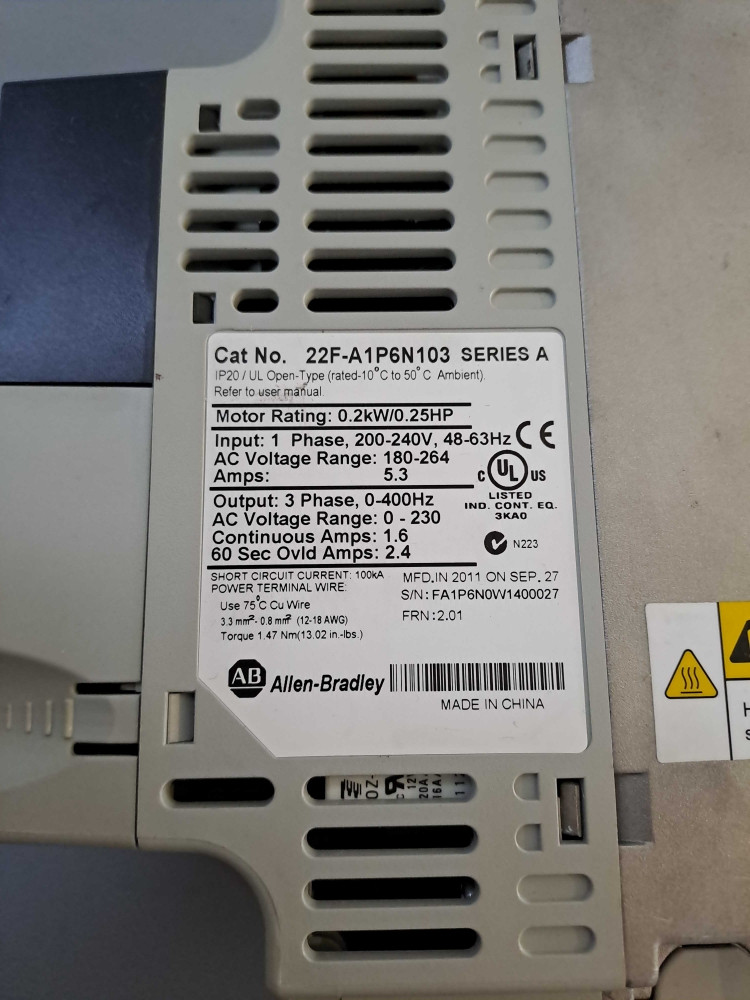 Cat No. 22F-A1P6N103 SERIES A
IP20 / UL Open-Type (rated-10°C to 50°C Ambient).
Refer to user manual.
Motor Rating: 0.2kW/0.25HP
Input: 1 Phase, 200-240V, 48-63Hz
AC Voltage Range: 180-264
Amps: 5.3
CE
C UL US
LISTED
IND. CONT. EQ.
3KA0
Output: 3 Phase, 0-400Hz
AC Voltage Range: 0 - 230
Continuous Amps: 1.6
60 Sec Ovld Amps: 2.4
N223
SHORT CIRCUIT CURRENT: 100kA
POWER TERMINAL WIRE:
Use 75°C Cu Wire
3.3 mm²- 0.8 mm² (12-18 AWG)
Torque 1.47 Nm(13.02 in.-lbs.)
MFD.IN 2011 ON SEP. 27
S/N: FA1P6N0W1400027
FRN:2.01
AB Allen-Bradley
MADE IN CHINA